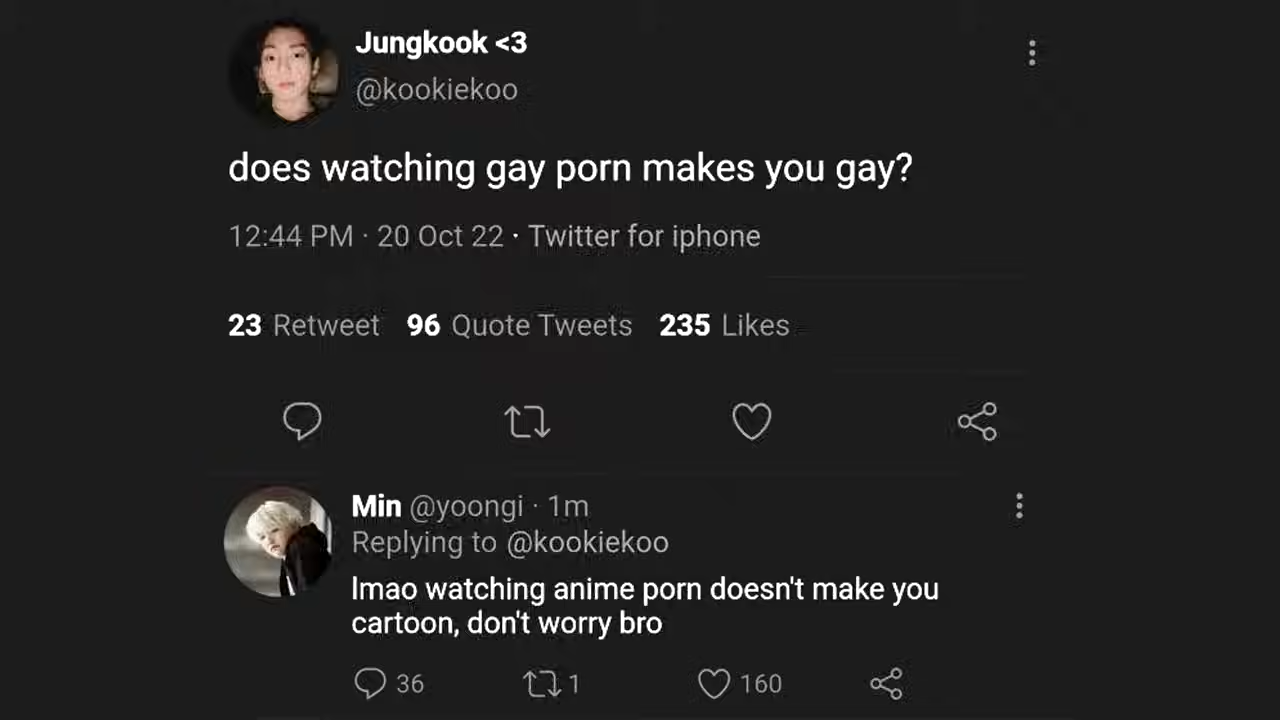 Jungkook <3
@kookiekoo
does watching gay porn makes you gay?
12:44 PM · 20 Oct 22 · Twitter for iphone
23 Retweet 96 Quote Tweets 235 Likes
Min @yoongi · 1m
Replying to @kookiekoo
lmao watching anime porn doesn't make you
cartoon, don't worry bro
36 1 160